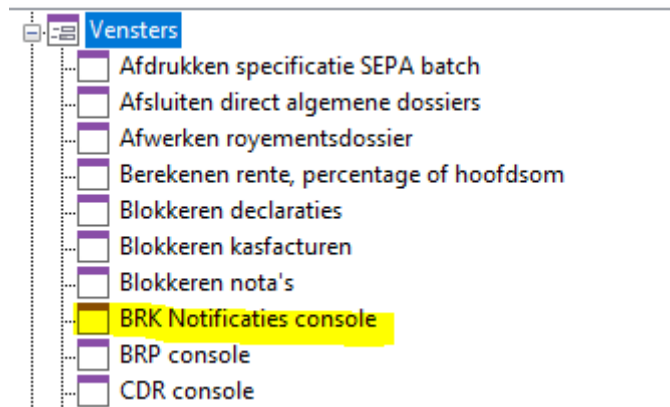 Vensters
Afdrukken specificatie SEPA batch
Afsluiten direct algemene dossiers
Afwerken royementsdossier
Berekenen rente, percentage of hoofdsom
Blokkeren declaraties
Blokkeren kasfacturen
Blokkeren nota's
BRK Notificaties console
BRP console
CDR console